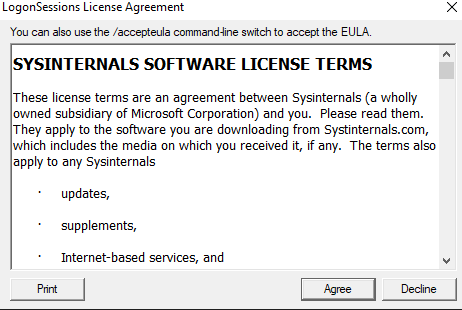 LogonSessions License Agreement
You can also use the /accepteula command-line switch to accept the EULA.
SYSINTERNALS SOFTWARE LICENSE TERMS
These license terms are an agreement between Sysinternals (a wholly
owned subsidiary of Microsoft Corporation) and you.  Please read them.
They apply to the software you are downloading from Systinternals.com,
which includes the media on which you received it, if any.  The terms also
apply to any Sysinternals
· updates,
· supplements,
· Internet-based services, and
Print Agree Decline